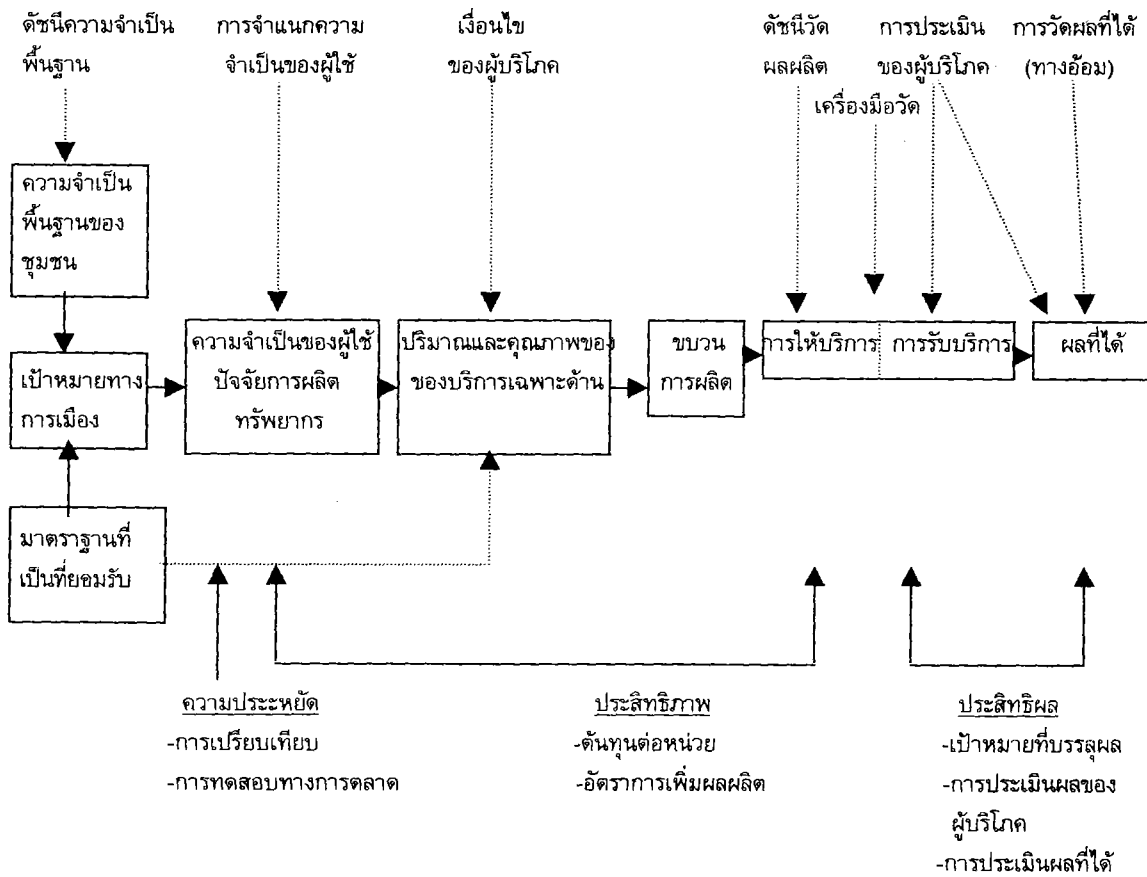 ดัชนีความจำเป็น
พื้นฐาน
การจำแนกความ
จำเป็นของผู้ใช้
เงื่อนไข
ของผู้บริโภค
ดัชนีวัด
ผลผลิต
การประเมิน
ของผู้บริโภค
การวัดผลที่ได้
(ทางอ้อม)
เครื่องมือวัด
ความจำเป็น
พื้นฐานของ
ชุมชน
เป้าหมายทาง
การเมือง
ความจำเป็นของผู้ใช้
ปัจจัยการผลิต
ทรัพยากร
ปริมาณและคุณภาพของ
ของบริการเฉพาะด้าน
ขบวน
การผลิต
การให้บริการ
การรับบริการ
ผลที่ได้
มาตราฐานที่
เป็นที่ยอมรับ
ความประะหยัด
-การเปรียบเทียบ
-การทดสอบทางการตลาด
ประสิทธิภาพ
-ต้นทุนต่อหน่วย
-อัตราการเพิ่มผลผลิต
ประสิทธิผล
-เป้าหมายที่บรรลุผล
-การประเมินผลของ
ผู้บริโภค
-การประเมินผลที่ได้